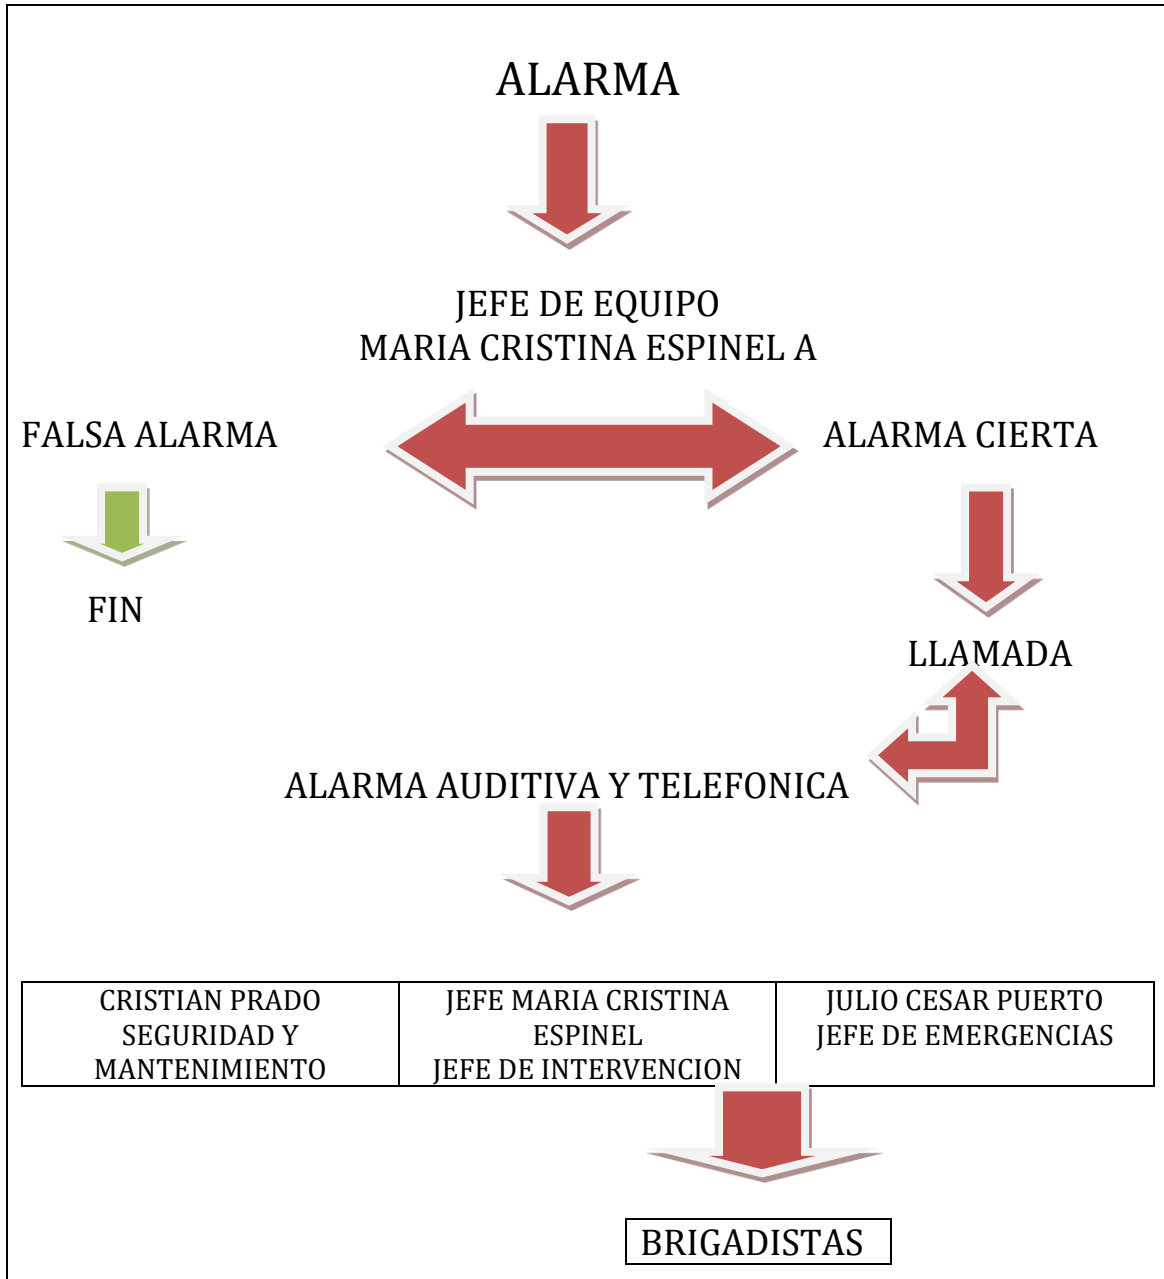 ALARMA
JEFE DE EQUIPO
MARIA CRISTINA ESPINEL A
FALSA ALARMA
ALARMA CIERTA
FIN
LLAMADA
ALARMA AUDITIVA Y TELEFONICA
CRISTIAN PRADO
SEGURIDAD Y
MANTENIMIENTO
JEFE MARIA CRISTINA
ESPINEL
JEFE DE INTERVENCION
JULIO CESAR PUERTO
JEFE DE EMERGENCIAS
BRIGADISTAS